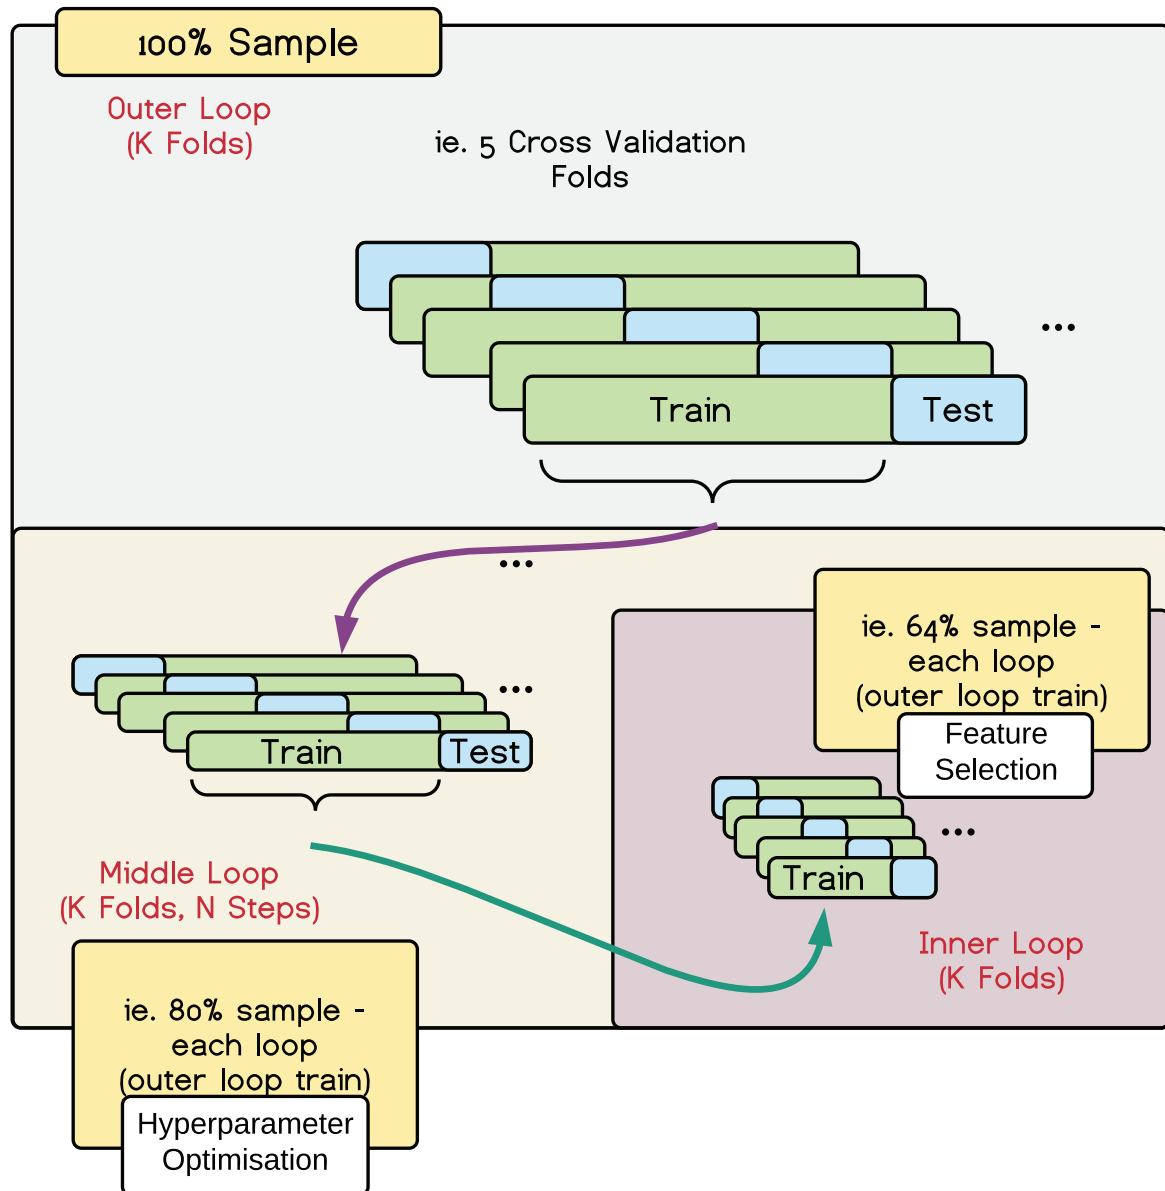 100% Sample
Outer Loop
(K Folds)
ie. 5 Cross Validation
Folds
...
Train
Test
...
ie. 64% sample -
each loop
(outer loop train)
Feature
Selection
...
Train
Test
...
Train
Middle Loop
(K Folds, N Steps)
Inner Loop
(K Folds)
ie. 80% sample -
each loop
(outer loop train)
Hyperparameter
Optimisation